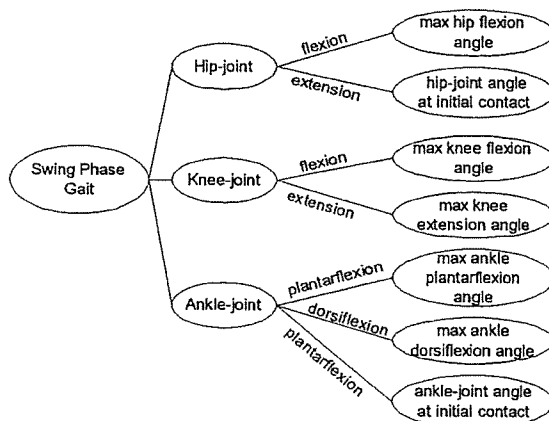 max hip flexion
angle
flexion
Hip-joint
extension
hip-joint angle
at initial contact
Swing Phase
Gait
max knee flexion
angle
flexion
Knee-joint
extension
max knee
extension angle
max ankle
plantarflexion
angle
plantarflexion
Ankle-joint
dorsiflexion
max ankle
dorsiflexion angle
plantarflexion
ankle-joint angle
at initial contact